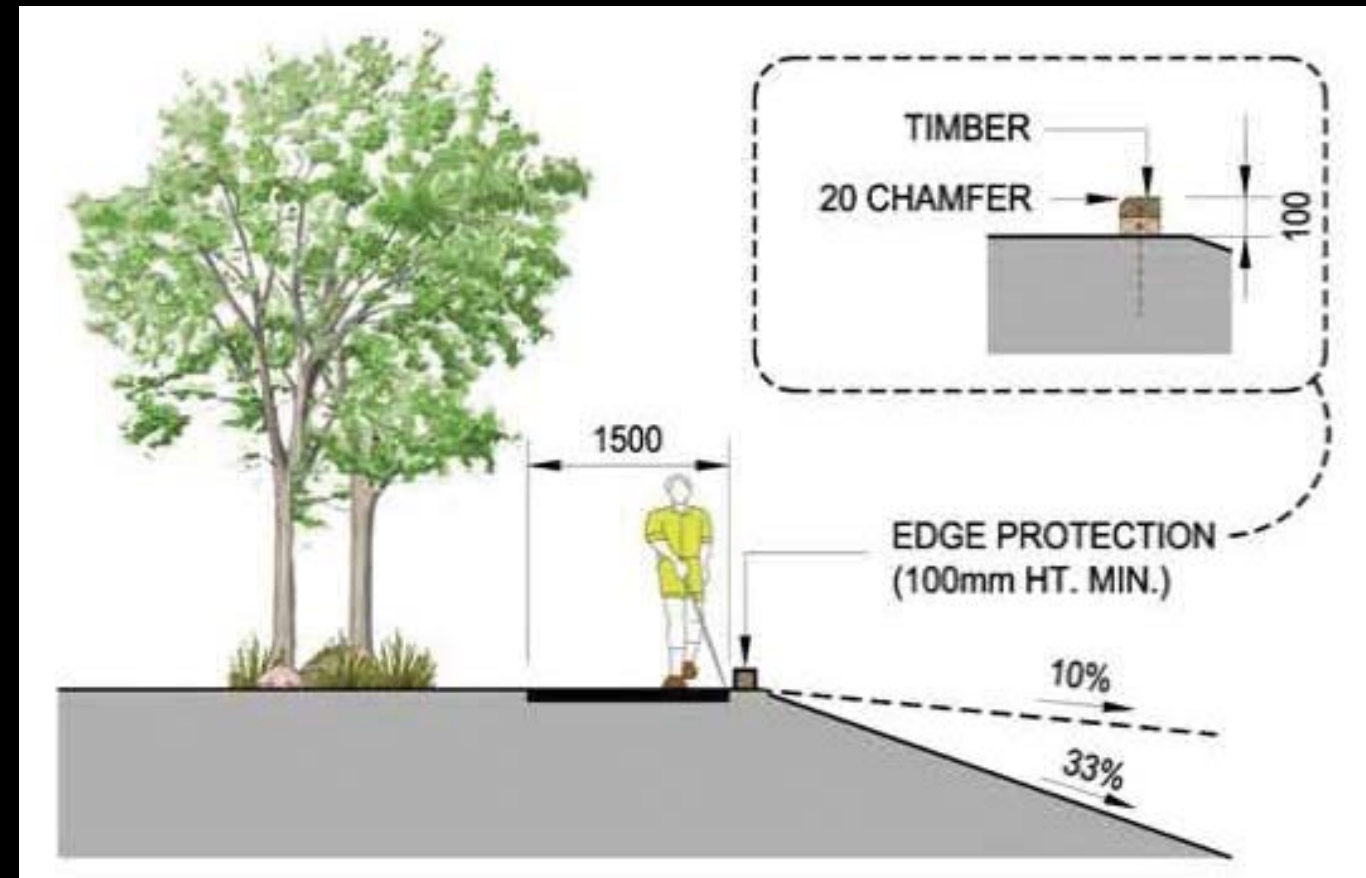 TIMBER
20 CHAMFER
100
1500
EDGE PROTECTION
(100mm HT. MIN.)
10%
33%